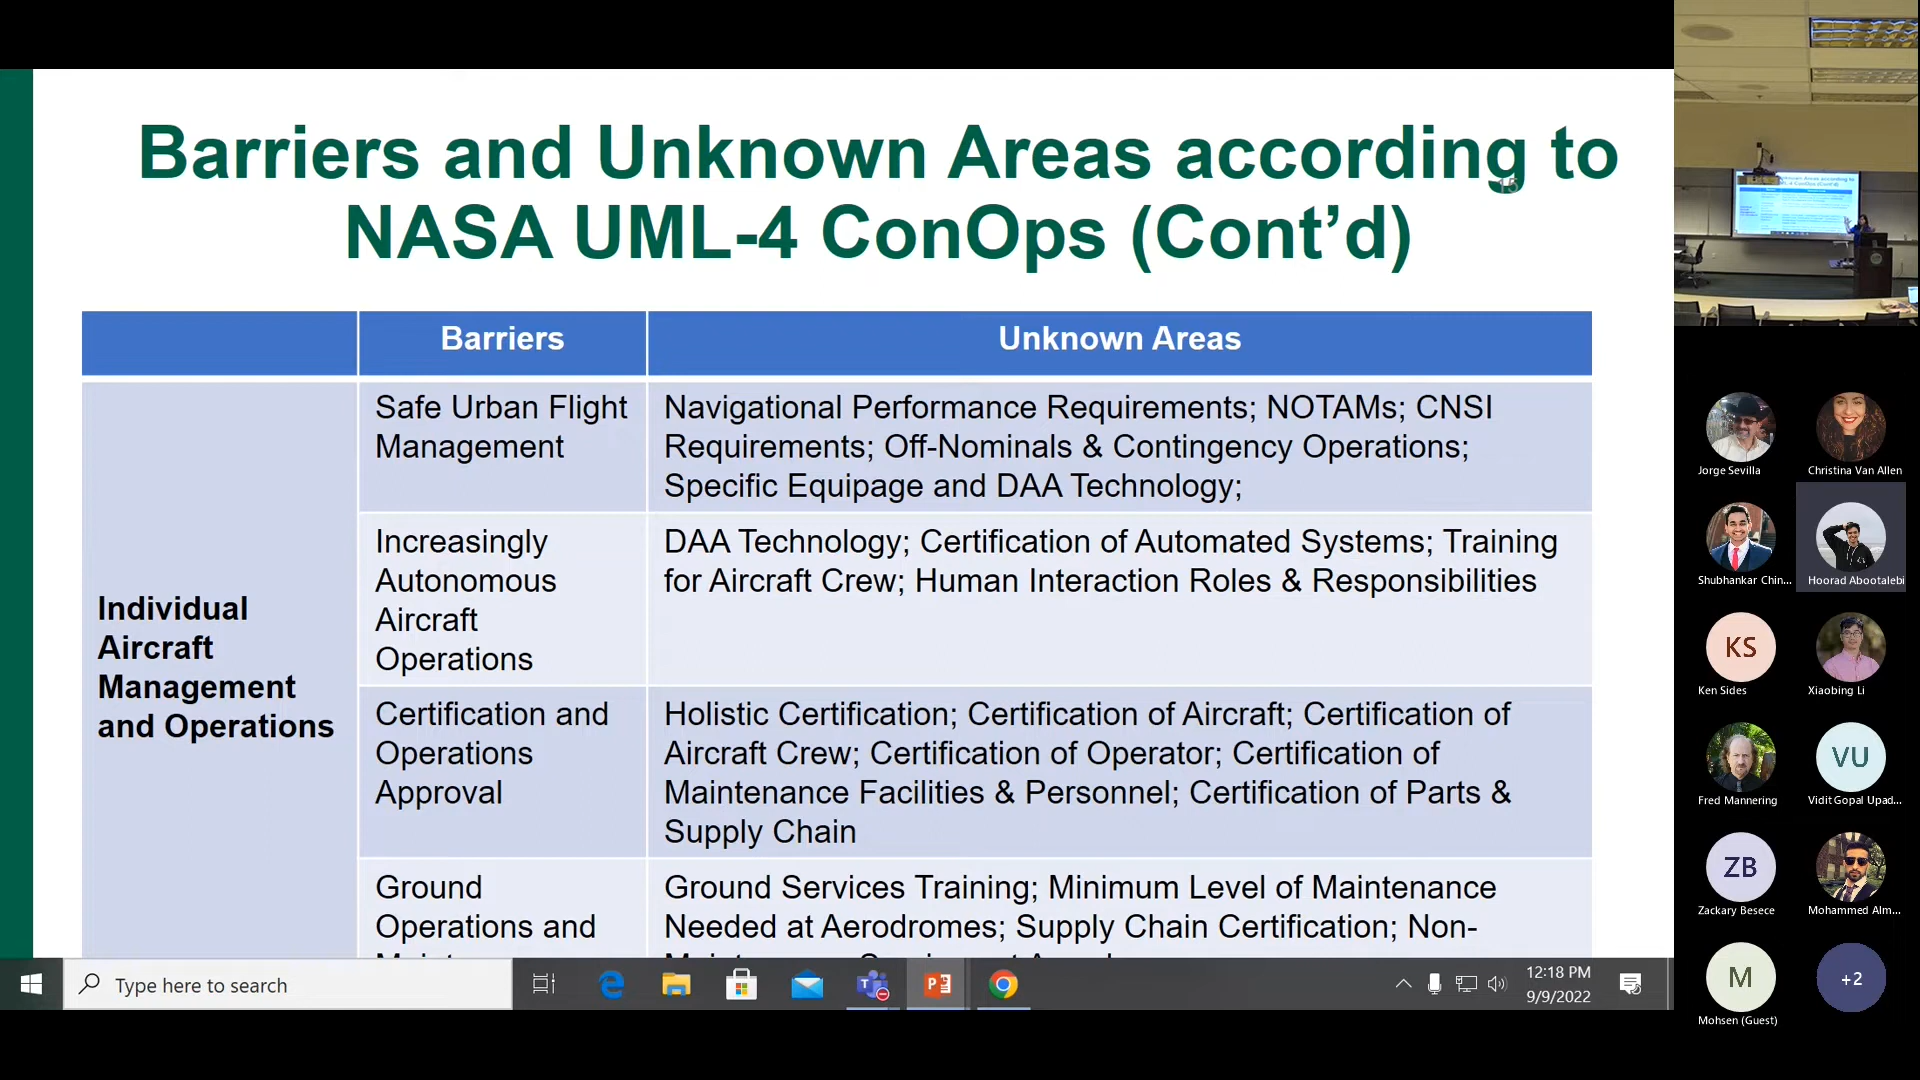 Barriers and Unknown Areas according to
NASA UML-4 ConOps (Cont’d)
15
Barriers
Unknown Areas
Individual
Aircraft
Management
and Operations
Safe Urban Flight
Management
Navigational Performance Requirements; NOTAMs; CNSI
Requirements; Off-Nominals & Contingency Operations;
Specific Equipage and DAA Technology;
Increasingly
Autonomous
Aircraft
Operations
DAA Technology; Certification of Automated Systems; Training
for Aircraft Crew; Human Interaction Roles & Responsibilities
Certification and
Operations
Approval
Holistic Certification; Certification of Aircraft; Certification of
Aircraft Crew; Certification of Operator; Certification of
Maintenance Facilities & Personnel; Certification of Parts &
Supply Chain
Ground
Operations and
Ground Services Training; Minimum Level of Maintenance
Needed at Aerodromes; Supply Chain Certification; Non-
Type here to search
12:18 PM
9/9/2022
Jorge Sevilla
Christina Van Allen
Shubhankar Chin...
Hoorad Abootalebi
KS
Ken Sides
Xiaobing Li
Fred Mannering
VU
Vidit Gopal Upad...
ZB
Zackary Besece
Mohammed Alm...
M
Mohsen (Guest)
+2